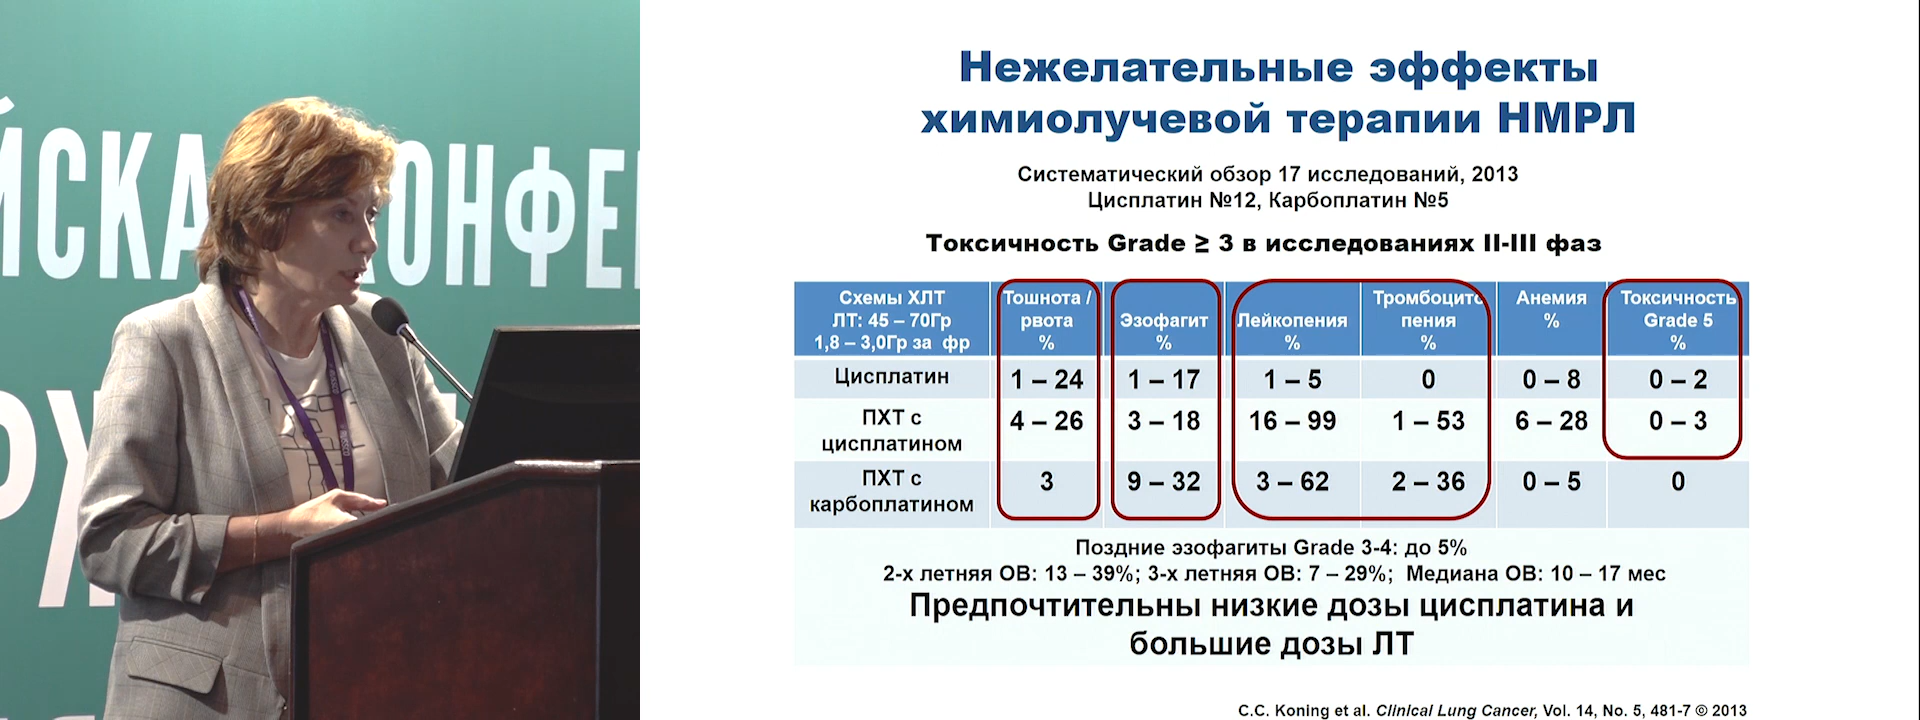 ЙСКА
КОНФЕ
РХ
Нежелательные эффекты
химиолучевой терапии НМРЛ
Систематический обзор 17 исследований, 2013
Цисплатин №12, Карбоплатин №5
Токсичность Grade ≥ 3 в исследованиях II-III фаз
Схемы ХЛТ
ЛТ: 45 – 70Гр
1,8 – 3,0Гр за фр
Тошнота /
рвота
%
Эзофагит
%
Лейкопения
%
Тромбоцито
пения
%
Анемия
%
Токсичность
Grade 5
%
Цисплатин 1 – 24 1 – 17 1 – 5 0 0 – 8 0 – 2
ПХТ с
цисплатином
4 – 26 3 – 18 16 – 99 1 – 53 6 – 28 0 – 3
ПХТ с
карбоплатином
3 9 – 32 3 – 62 2 – 36 0 – 5 0
Поздние эзофагиты Grade 3-4: до 5%
2-х летняя ОВ: 13 – 39%; 3-х летняя ОВ: 7 – 29%; Медиана ОВ: 10 – 17 мес
Предпочтительны низкие дозы цисплатина и
большие дозы ЛТ
C.C. Koning et al. Clinical Lung Cancer, Vol. 14, No. 5, 481-7 © 2013